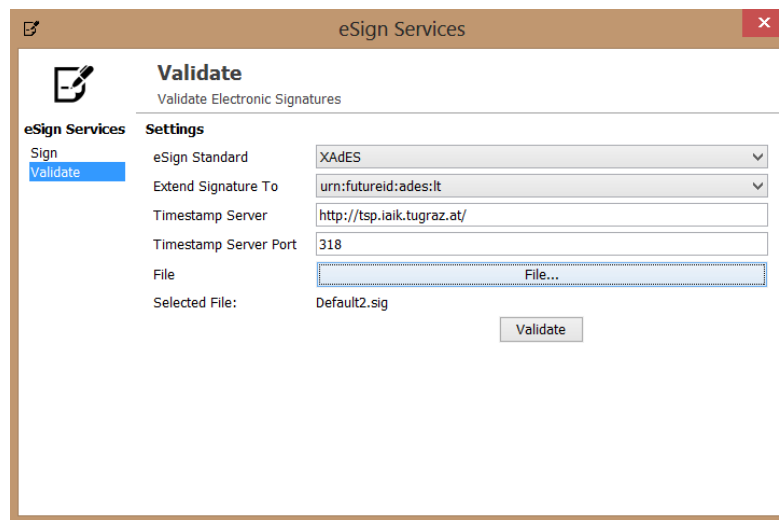 eSign Services
Validate
Validate Electronic Signatures
eSign Services
Sign
Validate
Settings
eSign Standard XAdES
Extend Signature To urn:futureid:ades:lt
Timestamp Server http://tsp.iaik.tugraz.at/
Timestamp Server Port 318
File File...
Selected File: Default2.sig
Validate